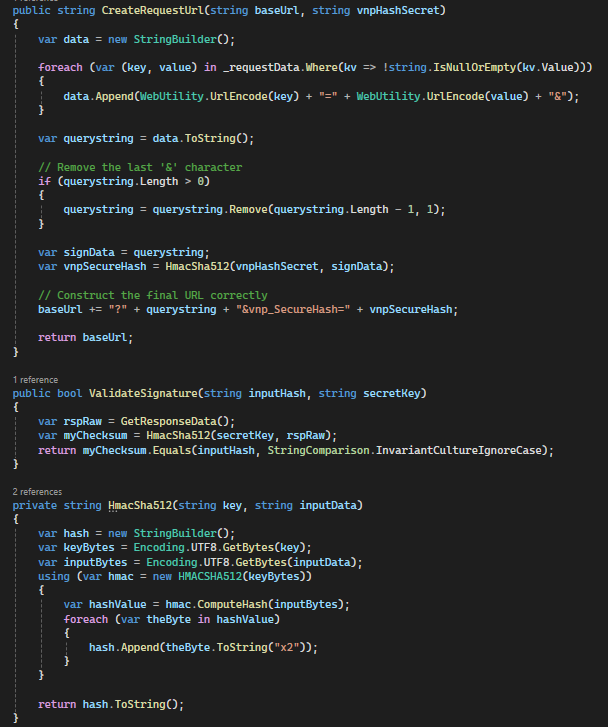 public string CreateRequestUrl(string baseUrl, string vnpHashSecret)
{
    var data = new StringBuilder();

    foreach (var (key, value) in _requestData.Where(kv => !string.IsNullOrEmpty(kv.Value)))
    {
        data.Append(WebUtility.UrlEncode(key) + "=" + WebUtility.UrlEncode(value) + "&");
    }

    var querystring = data.ToString();

    // Remove the last '&' character
    if (querystring.Length > 0)
    {
        querystring = querystring.Remove(querystring.Length - 1, 1);
    }

    var signData = querystring;
    var vnpSecureHash = HmacSha512(vnpHashSecret, signData);

    // Construct the final URL correctly
    baseUrl += "?" + querystring + "&vnp_SecureHash=" + vnpSecureHash;

    return baseUrl;
}

1 reference
public bool ValidateSignature(string inputHash, string secretKey)
{
    var rspRaw = GetResponseData();
    var myChecksum = HmacSha512(secretKey, rspRaw);
    return myChecksum.Equals(inputHash, StringComparison.InvariantCultureIgnoreCase);
}

2 references
private string HmacSha512(string key, string inputData)
{
    var hash = new StringBuilder();
    var keyBytes = Encoding.UTF8.GetBytes(key);
    var inputBytes = Encoding.UTF8.GetBytes(inputData);
    using (var hmac = new HMACSHA512(keyBytes))
    {
        var hashValue = hmac.ComputeHash(inputBytes);
        foreach (var theByte in hashValue)
        {
            hash.Append(theByte.ToString("x2"));
        }
    }

    return hash.ToString();
}